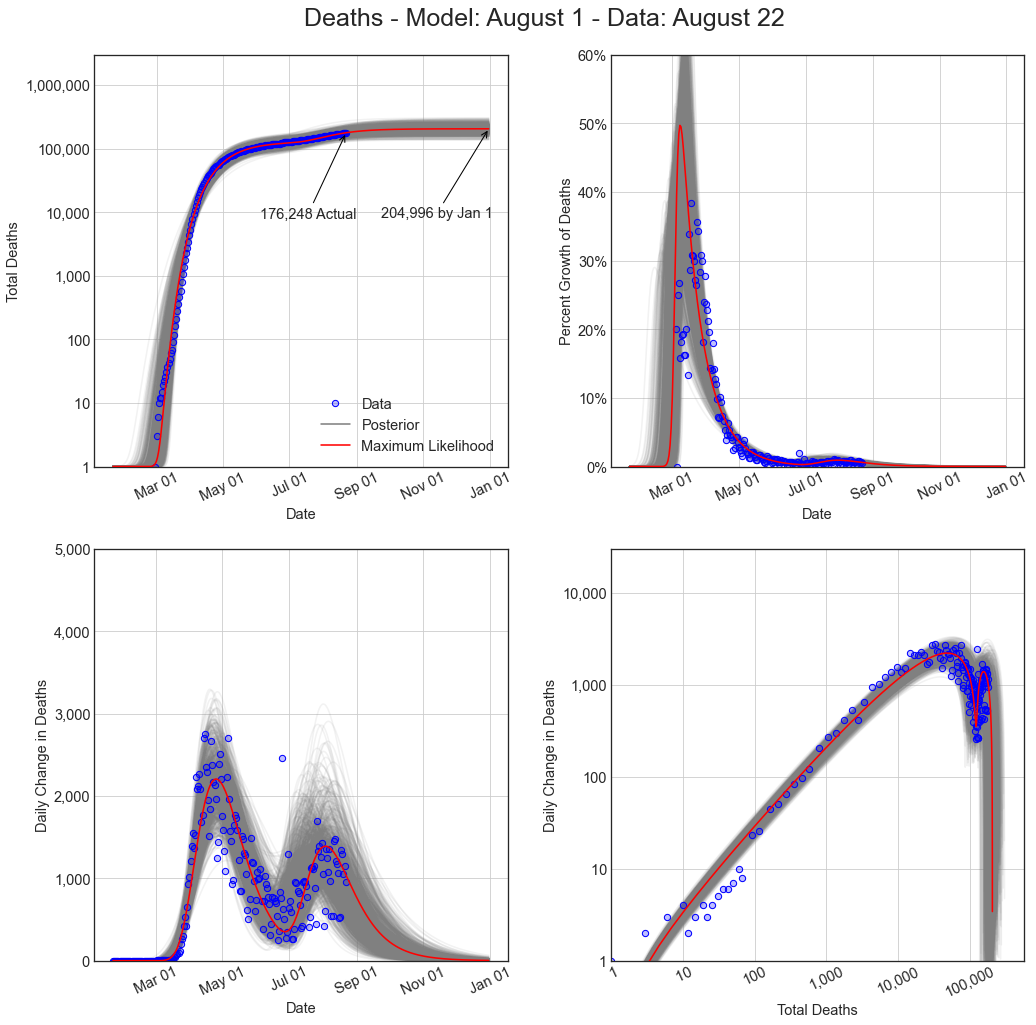 Deaths - Model: August 1 - Data: August 22
Total Deaths
1,000,000
100,000
10,000
1,000
100
10
1
176,248 Actual
204,996 by Jan 1
Data
Posterior
Maximum Likelihood
Mar 01
May 01
Jul 01
Sep 01
Nov 01
Jan 01
Date
Percent Growth of Deaths
60%
50%
40%
30%
20%
10%
0%
Mar 01
May 01
Jul 01
Sep 01
Nov 01
Jan 01
Date
Daily Change in Deaths
5,000
4,000
3,000
2,000
1,000
0
Mar 01
May 01
Jul 01
Sep 01
Nov 01
Jan 01
Date
Daily Change in Deaths
10,000
1,000
100
10
1
1
10
100
1,000
10,000
100,000
Total Deaths